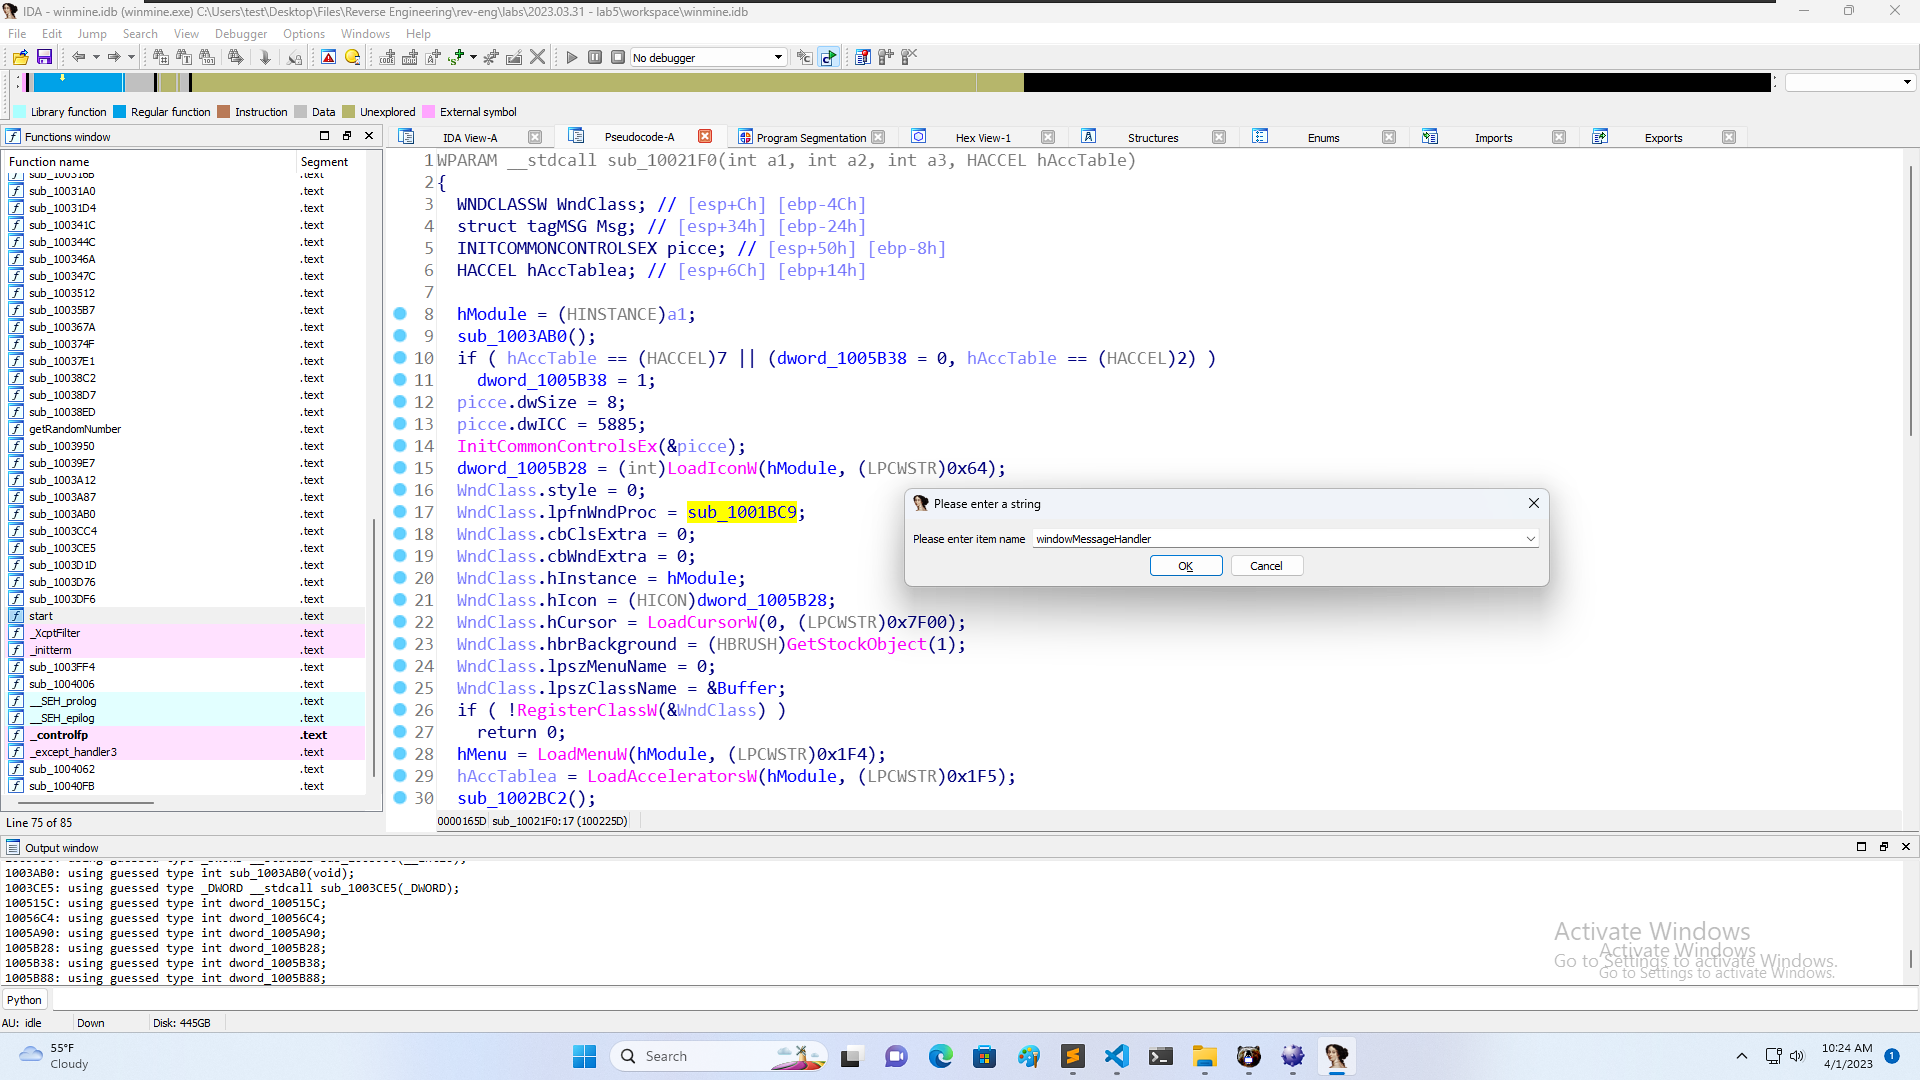 IDA - winmine.idb (winmine.exe) C:\Users\test\Desktop\Files\Reverse Engineering\rev-eng\labs\2023.03.31 - lab5\workspace\winmine.idb
File Edit Jump Search View Debugger Options Windows Help
No debugger
Library function Regular function Instruction Data Unexplored External symbol
Functions window
IDA View-A Pseudocode-A Program Segmentation Hex View-1 Structures Enums Imports Exports
Function name Segment
sub_100316B .text
sub_10031A0 .text
sub_10031D4 .text
sub_100341C .text
sub_100344C .text
sub_100346A .text
sub_100347C .text
sub_1003512 .text
sub_10035B7 .text
sub_100367A .text
sub_100374F .text
sub_10037E1 .text
sub_10038C2 .text
sub_10038D7 .text
sub_10038ED .text
getRandomNumber .text
sub_1003950 .text
sub_10039E7 .text
sub_1003A12 .text
sub_1003A87 .text
sub_1003AB0 .text
sub_1003CC4 .text
sub_1003CE5 .text
sub_1003D1D .text
sub_1003D76 .text
sub_1003DF6 .text
start .text
_XcptFilter .text
_initterm .text
sub_1003FF4 .text
sub_1004006 .text
__SEH_prolog .text
__SEH_epilog .text
_controlfp .text
_except_handler3 .text
sub_1004062 .text
sub_10040FB .text
Line 75 of 85
1 WPARAM __stdcall sub_10021F0(int a1, int a2, int a3, HACCEL hAccTable)
2 {
3 WNDCLASSW WndClass; // [esp+Ch] [ebp-4Ch]
4 struct tagMSG Msg; // [esp+34h] [ebp-24h]
5 INITCOMMONCONTROLSEX picce; // [esp+50h] [ebp-8h]
6 HACCEL hAccTablea; // [esp+6Ch] [ebp+14h]
7
8 hModule = (HINSTANCE)a1;
9 sub_1003AB0();
10 if ( hAccTable == (HACCEL)7 || (dword_1005B38 = 0, hAccTable == (HACCEL)2) )
11 dword_1005B38 = 1;
12 picce.dwSize = 8;
13 picce.dwICC = 5885;
14 InitCommonControlsEx(&picce);
15 dword_1005B28 = (int)LoadIconW(hModule, (LPCWSTR)0x64);
16 WndClass.style = 0;
17 WndClass.lpfnWndProc = sub_1001BC9;
18 WndClass.cbClsExtra = 0;
19 WndClass.cbWndExtra = 0;
20 WndClass.hInstance = hModule;
21 WndClass.hIcon = (HICON)dword_1005B28;
22 WndClass.hCursor = LoadCursorW(0, (LPCWSTR)0x7F00);
23 WndClass.hbrBackground = (HBRUSH)GetStockObject(1);
24 WndClass.lpszMenuName = 0;
25 WndClass.lpszClassName = &Buffer;
26 if ( !RegisterClassW(&WndClass) )
27 return 0;
28 hMenu = LoadMenuW(hModule, (LPCWSTR)0x1F4);
29 hAccTablea = LoadAcceleratorsW(hModule, (LPCWSTR)0x1F5);
30 sub_1002BC2();
0000165D sub_10021F0:17 (100225D)
Please enter a string
Please enter item name windowMessageHandler
OK Cancel
Output window
1003AB0: using guessed type int sub_1003AB0(void);
1003CE5: using guessed type _DWORD __stdcall sub_1003CE5(_DWORD);
100515C: using guessed type int dword_100515C;
10056C4: using guessed type int dword_10056C4;
1005A90: using guessed type int dword_1005A90;
1005B28: using guessed type int dword_1005B28;
1005B38: using guessed type int dword_1005B38;
1005B88: using guessed type int dword_1005B88;
Activate Windows
Go to Settings to activate Windows.
Activate Windows
Go to Settings to activate Windows.
Python
AU: idle Down Disk: 445GB
55°F
Cloudy
Search
10:24 AM
4/1/2023
1